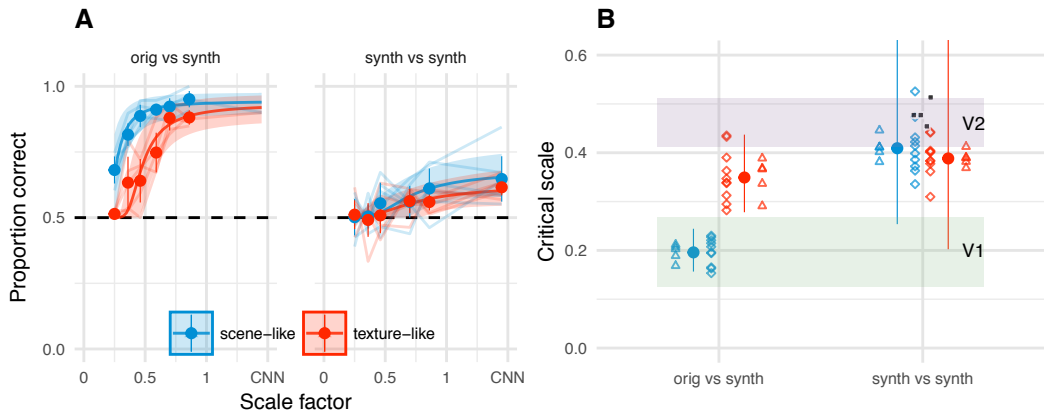 A
orig vs synth
synth vs synth
Proportion correct
1.0
0.5
0.0
scene−like
texture−like
0
0.5
1
CNN
0
0.5
1
CNN
Scale factor
B
Critical scale
0.6
0.4
0.2
0.0
V2
V1
orig vs synth
synth vs synth